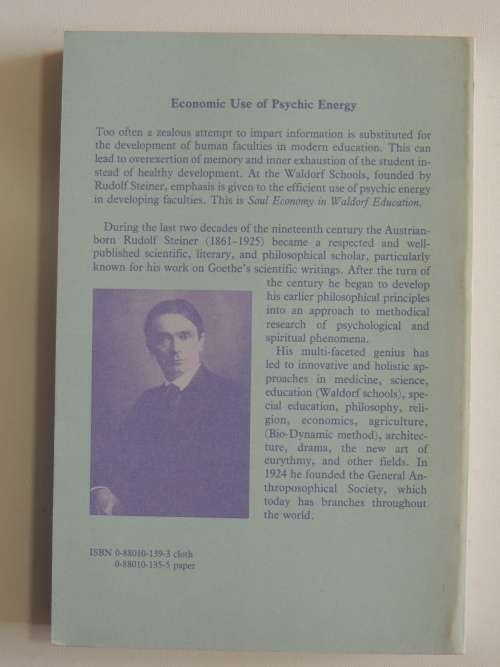 Economic Use of Psychic Energy
Too often a zealous attempt to impart information is substituted for
the development of human faculties in modern education. This can
lead to overexertion of memory and inner exhaustion of the student in-
stead of healthy development. At the Waldorf Schools, founded by
Rudolf Steiner, emphasis is given to the efficient use of psychic energy
in developing faculties. This is Soul Economy in Waldorf Education.
During the last two decades of the nineteenth century the Austrian-
born Rudolf Steiner (1861–1925) became a respected and well-
published scientific, literary, and philosophical scholar, particularly
known for his work on Goethe's scientific writings. After the turn of
the century he began to develop
his earlier philosophical principles
into an approach to methodical
research of psychological and
spiritual phenomena.
His multi-faceted genius has
led to innovative and holistic ap-
proaches in medicine, science,
education (Waldorf schools), spe-
cial education, philosophy, reli-
gion, economics, agriculture,
(Bio-Dynamic method), architec-
ture, drama, the new art of
eurythmy, and other fields. In
1924 he founded the General An-
throposophical Society, which
today has branches throughout
the world.
ISBN 0-88010-139-3 cloth
0-88010-135-5 paper